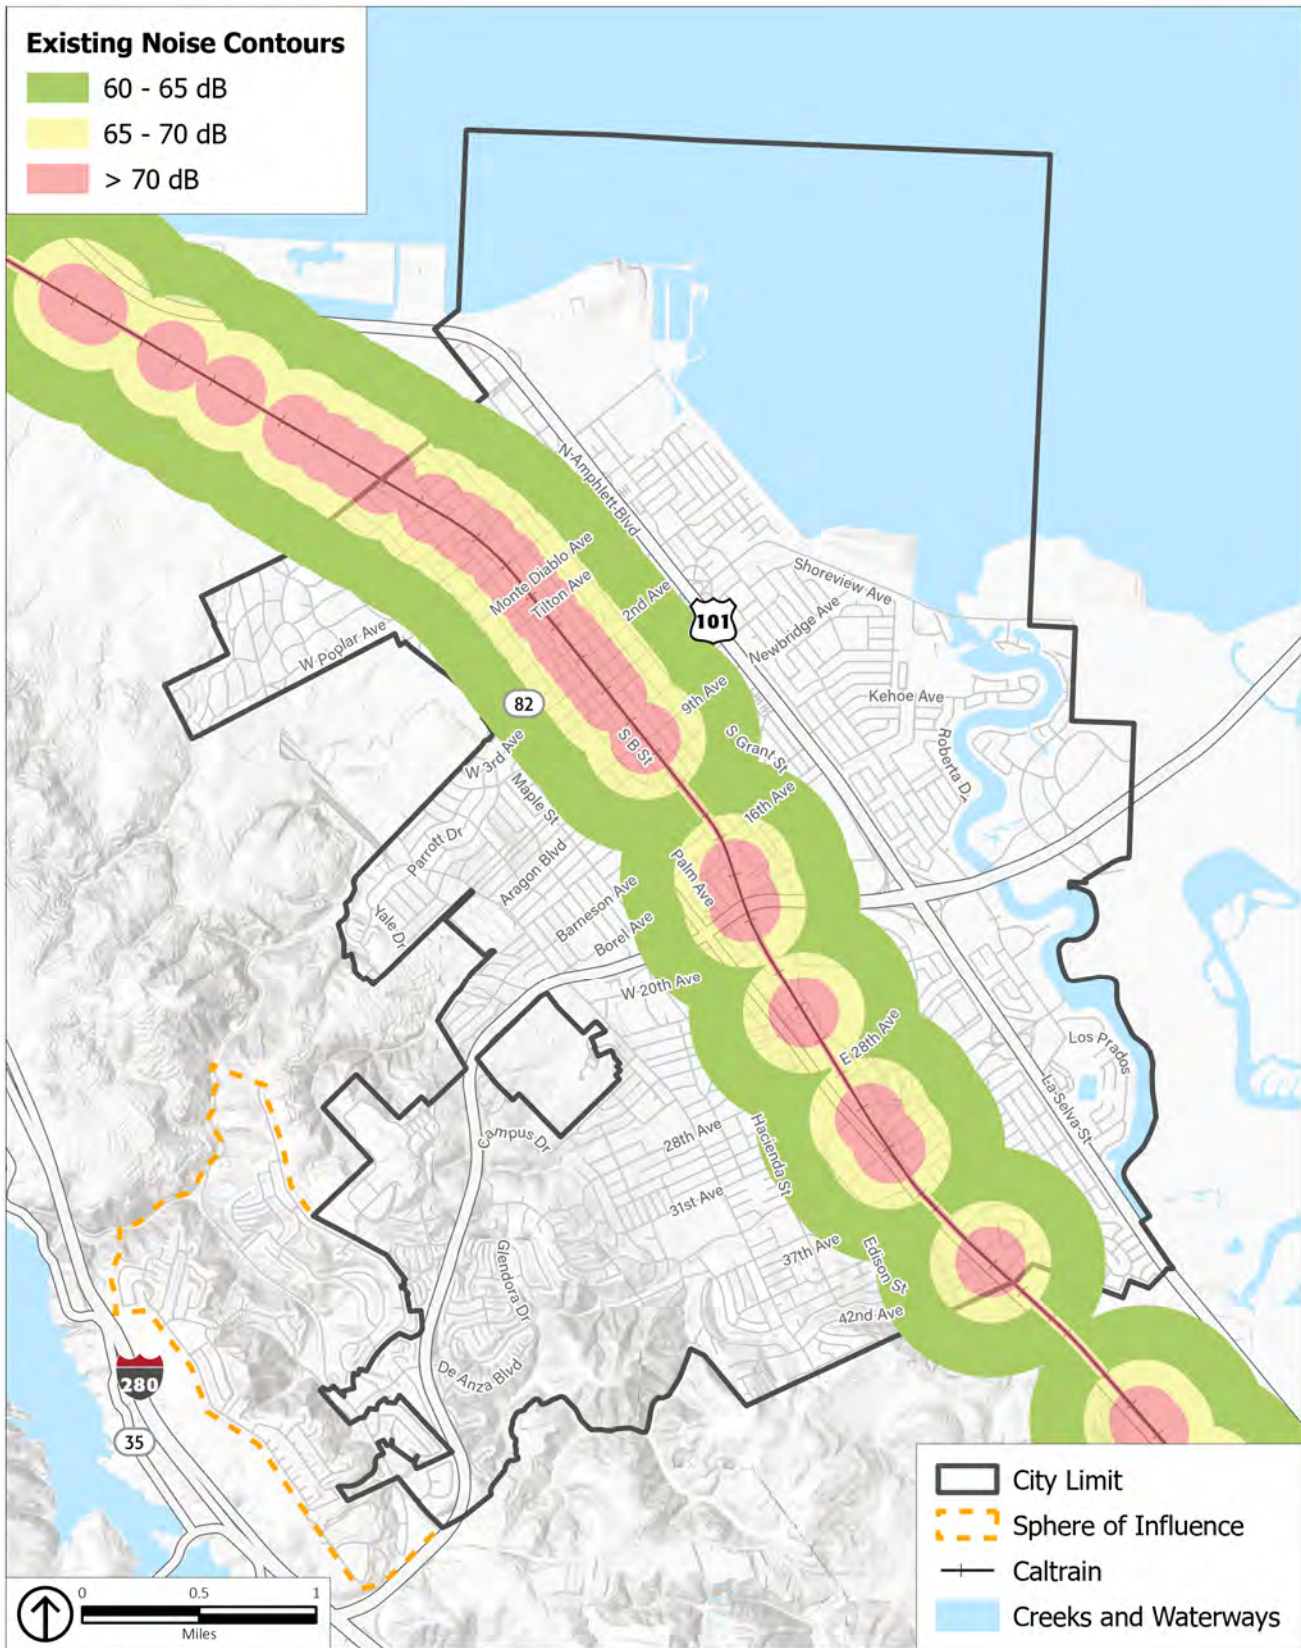 Existing Noise Contours
60 - 65 dB
65 - 70 dB
> 70 dB
N Amphlett Blvd
Monte Diablo Ave
Tilton Ave
2nd Ave
101
Shoreview Ave
Newbridge Ave
W Poplar Ave
82
9th Ave
Kehoe Ave
S B St
S Grant St
Roberta Dr
W 3rd Ave
Maple St
16th Ave
Parrott Dr
Aragon Blvd
Palm Ave
Yale Dr
Barneson Ave
Borel Ave
W 20th Ave
E 28th Ave
Los Prados
La Selva St
Campus Dr
28th Ave
Hacienda St
31st Ave
37th Ave
Glendora Dr
Edison St
42nd Ave
De Anza Blvd
280
35
City Limit
Sphere of Influence
Caltrain
Creeks and Waterways
0 0.5 1
Miles